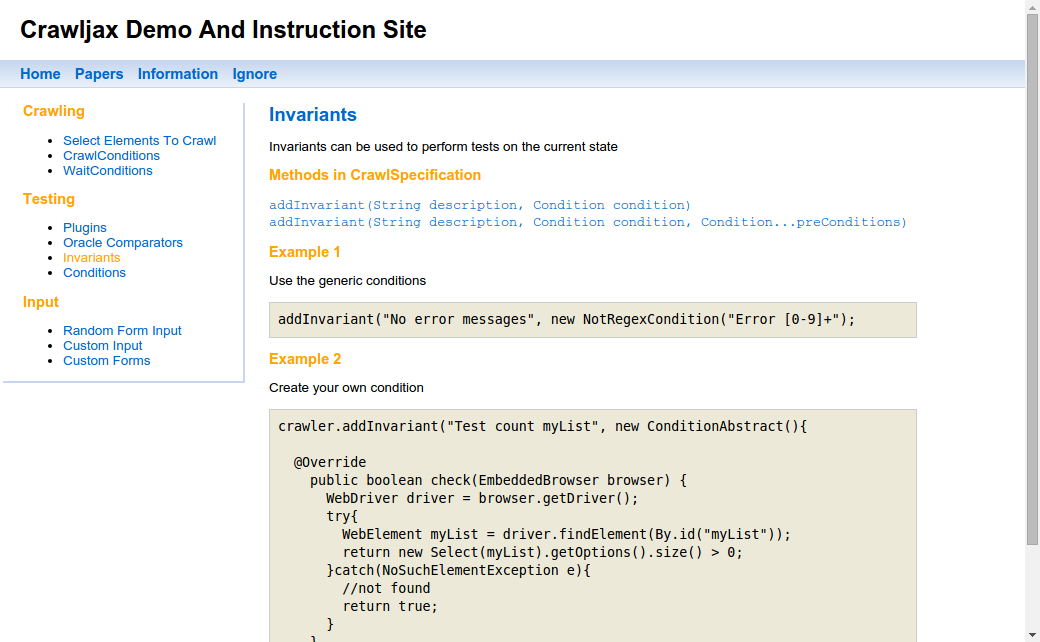 Crawljax Demo And Instruction Site
Home Papers Information Ignore
Crawling
Select Elements To Crawl
CrawlConditions
WaitConditions
Testing
Plugins
Oracle Comparators
Invariants
Conditions
Input
Random Form Input
Custom Input
Custom Forms
Invariants
Invariants can be used to perform tests on the current state
Methods in CrawlSpecification
addInvariant(String description, Condition condition)
addInvariant(String description, Condition condition, Condition...preConditions)
Example 1
Use the generic conditions
addInvariant("No error messages", new NotRegexCondition("Error [0-9]+");
Example 2
Create your own condition
crawler.addInvariant("Test count myList", new ConditionAbstract(){
@Override
public boolean check(EmbeddedBrowser browser) {
WebDriver driver = browser.getDriver();
try{
WebElement myList = driver.findElement(By.id("myList"));
return new Select(myList).getOptions().size() > 0;
}catch(NoSuchElementException e){
//not found
return true;
}
}